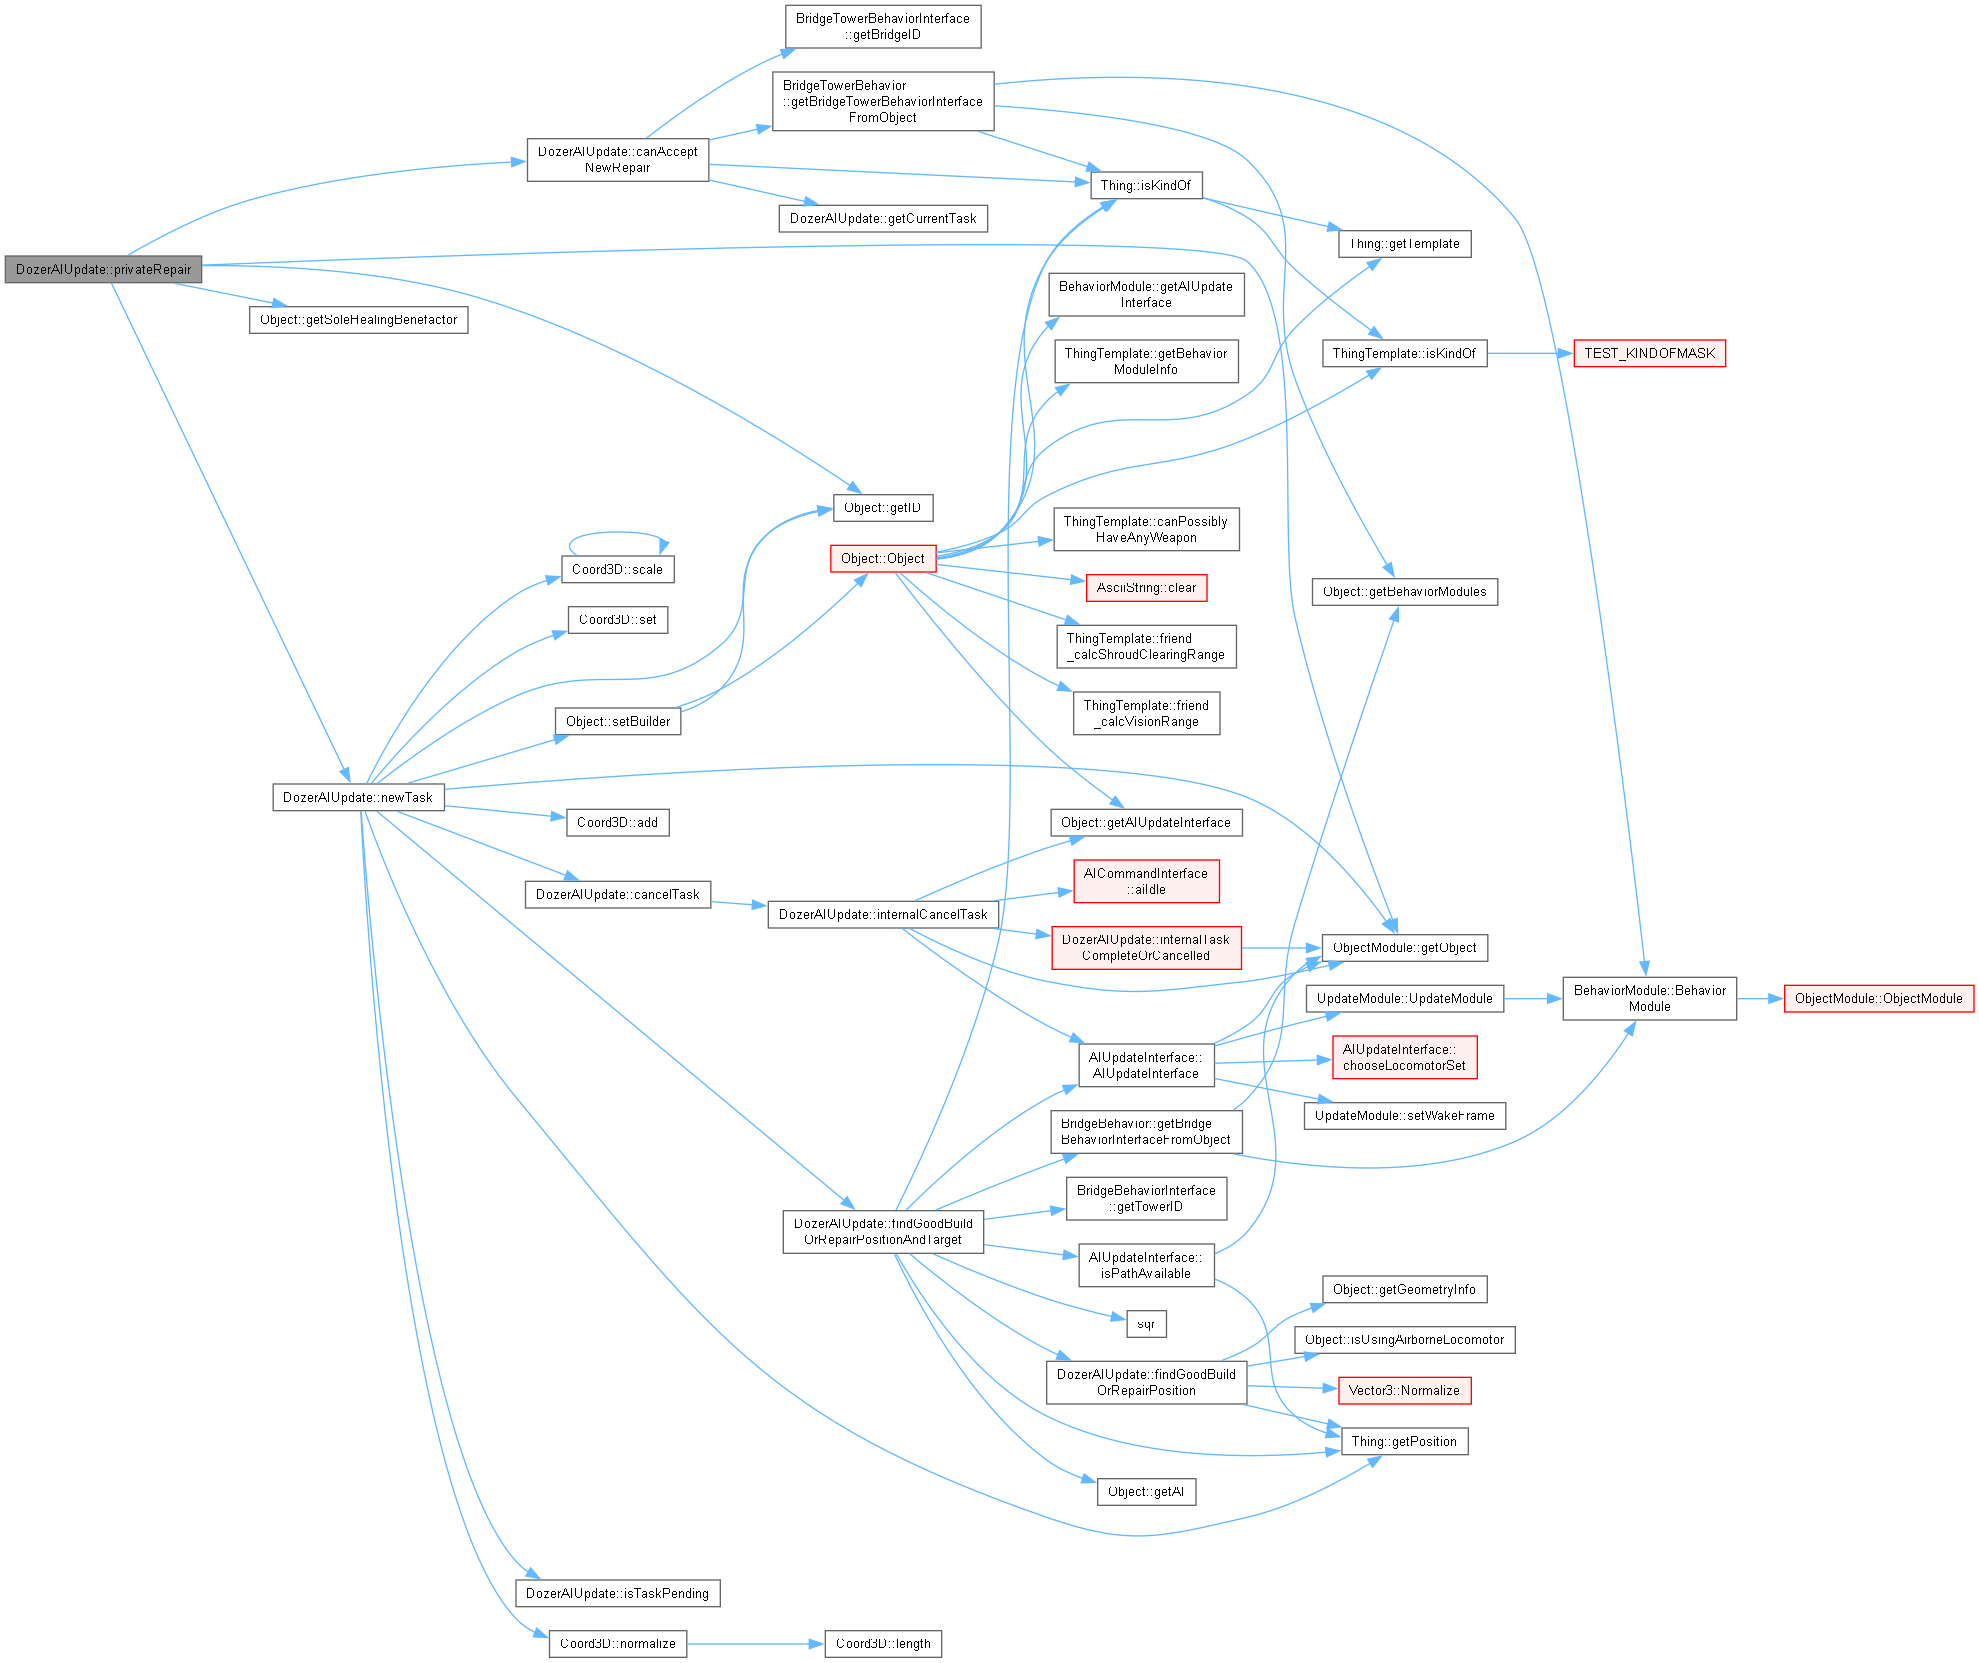 BridgeTowerBehaviorInterface
::getBridgeID
BridgeTowerBehavior
::getBridgeTowerBehaviorInterface
FromObject
DozerAIUpdate::canAccept
NewRepair
Thing::isKindOf
DozerAIUpdate::getCurrentTask
Thing::getTemplate
DozerAIUpdate::privateRepair
BehaviorModule::getAIUpdate
Interface
Object::getSoleHealingBenefactor
ThingTemplate::getBehavior
ModuleInfo
ThingTemplate::isKindOf
TEST_KINDOFMASK
Object::getID
ThingTemplate::canPossibly
HaveAnyWeapon
Object::Object
Coord3D::scale
AsciiString::clear
Object::getBehaviorModules
Coord3D::set
ThingTemplate::friend
_calcShroudClearingRange
ThingTemplate::friend
_calcVisionRange
Object::setBuilder
DozerAIUpdate::newTask
Coord3D::add
Object::getAIUpdateInterface
AICommandInterface
::aiIdle
DozerAIUpdate::cancelTask
DozerAIUpdate::internalCancelTask
DozerAIUpdate::internalTask
CompleteOrCancelled
ObjectModule::getObject
UpdateModule::UpdateModule
BehaviorModule::Behavior
Module
ObjectModule::ObjectModule
AIUpdateInterface::
AIUpdateInterface
AIUpdateInterface::
chooseLocomotorSet
UpdateModule::setWakeFrame
BridgeBehavior::getBridge
BehaviorInterfaceFromObject
BridgeBehaviorInterface
::getTowerID
DozerAIUpdate::findGoodBuild
OrRepairPositionAndTarget
AIUpdateInterface::
isPathAvailable
Object::getGeometryInfo
sqr
Object::isUsingAirborneLocomotor
DozerAIUpdate::findGoodBuild
OrRepairPosition
Vector3::Normalize
Thing::getPosition
Object::getAI
DozerAIUpdate::isTaskPending
Coord3D::normalize
Coord3D::length